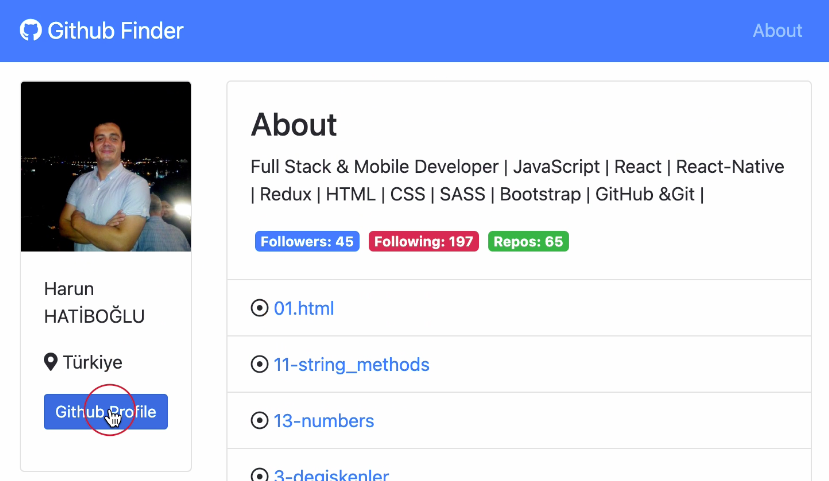 Github Finder
About
About
Full Stack & Mobile Developer | JavaScript | React | React-Native
| Redux | HTML | CSS | SASS | Bootstrap | GitHub &Git |
Followers: 45 Following: 197 Repos: 65
Harun
HATİBOĞLU
Türkiye
Github Profile
01.html
11-string_methods
13-numbers
3-degiskenler